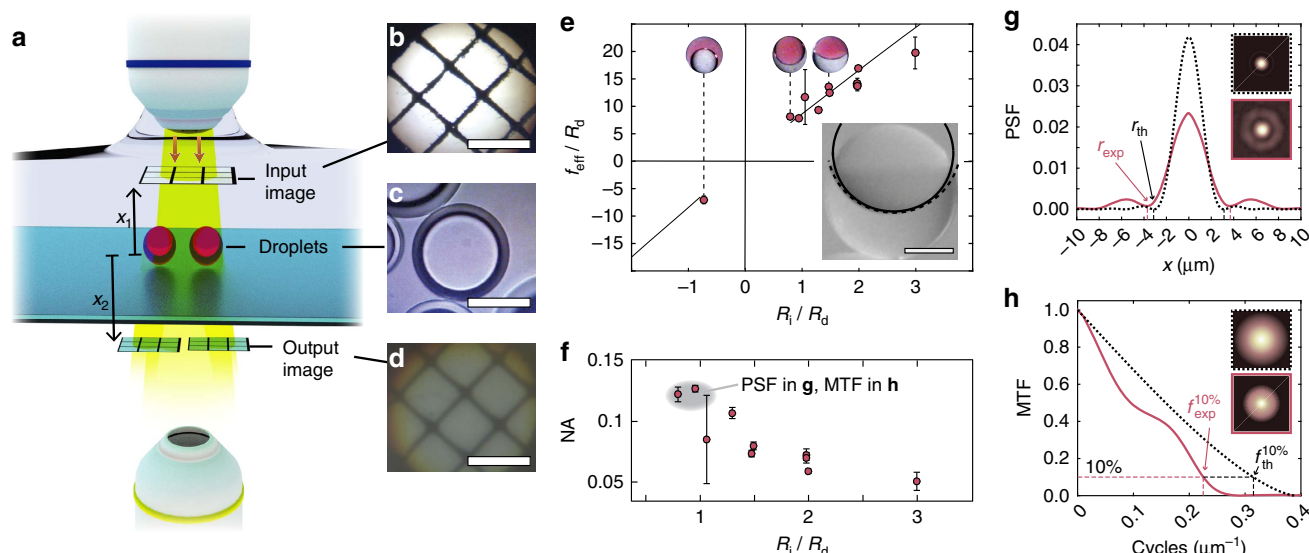 a
Input
image
x1
Droplets
x2
Output
image
b
c
d
e
feff / Rd
20
15
10
5
0
−5
−10
−15
−1
0
1
2
3
4
Ri / Rd
f
NA
0.15
0.10
0.05
PSF in g, MTF in h
1
2
3
Ri / Rd
g
PSF
0.04
0.03
0.02
0.01
0.00
rth
rexp
−10
−8
−6
−4
−2
0
2
4
6
8
10
x (μm)
h
MTF
1.0
0.8
0.6
0.4
0.2
0.0
10%
f10%exp
f10%th
0
0.1
0.2
0.3
0.4
Cycles (μm−1)